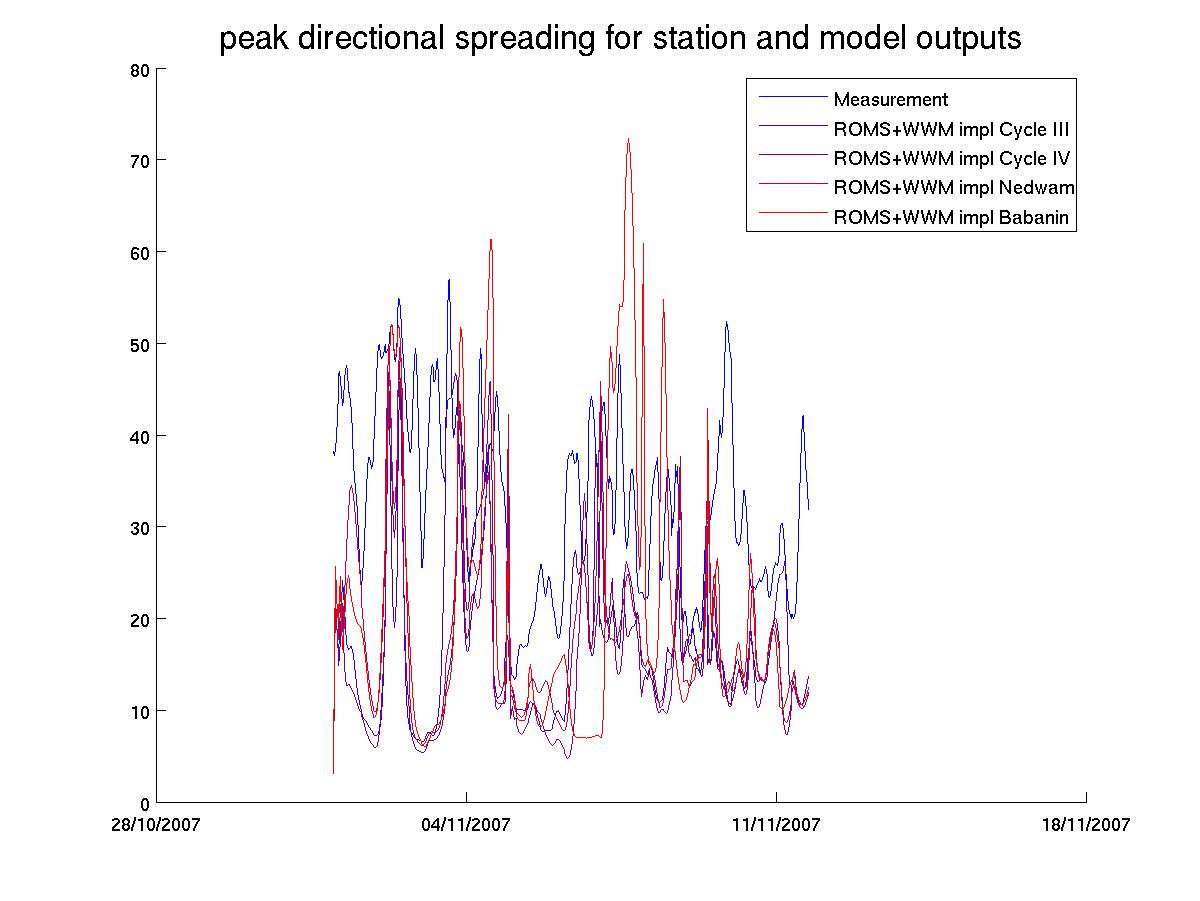 peak directional spreading for station and model outputs
80
70
60
50
40
30
20
10
0
Measurement
ROMS+WWM impl Cycle III
ROMS+WWM impl Cycle IV
ROMS+WWM impl Nedwam
ROMS+WWM impl Babanin
28/10/2007 04/11/2007 11/11/2007 18/11/2007